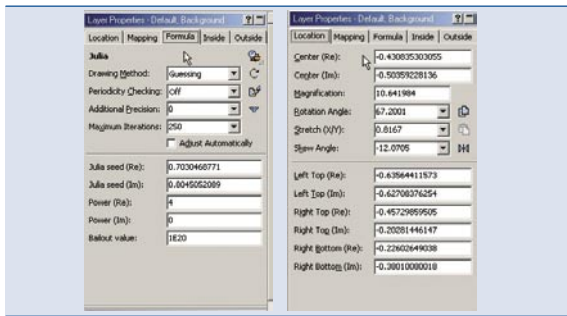 Layer Properties - Default, Background
Location Mapping Formula Inside Outside
Julia
Drawing Method: Guessing
Periodicity Checking: Off
Additional Precision: 0
Maximum Iterations: 250
Adjust Automatically
Julia seed (Re): 0.7030460771
Julia seed (Im): 0.8045052089
Power (Re): 4
Power (Im): 0
Bailout value: 1E20
Layer Properties - Default, Background
Location Mapping Formula Inside Outside
Center (Re): -0.430835303055
Center (Im): -0.50359228136
Magnification: 10.641984
Rotation Angle: 67.2001
Stretch (X/Y): 0.8167
Skew Angle: -12.0705
Left Top (Re): -0.63564411573
Left Top (Im): -0.62708376254
Right Top (Re): -0.45729859505
Right Top (Im): -0.20281446147
Right Bottom (Re): -0.22602649038
Right Bottom (Im): -0.38010080018